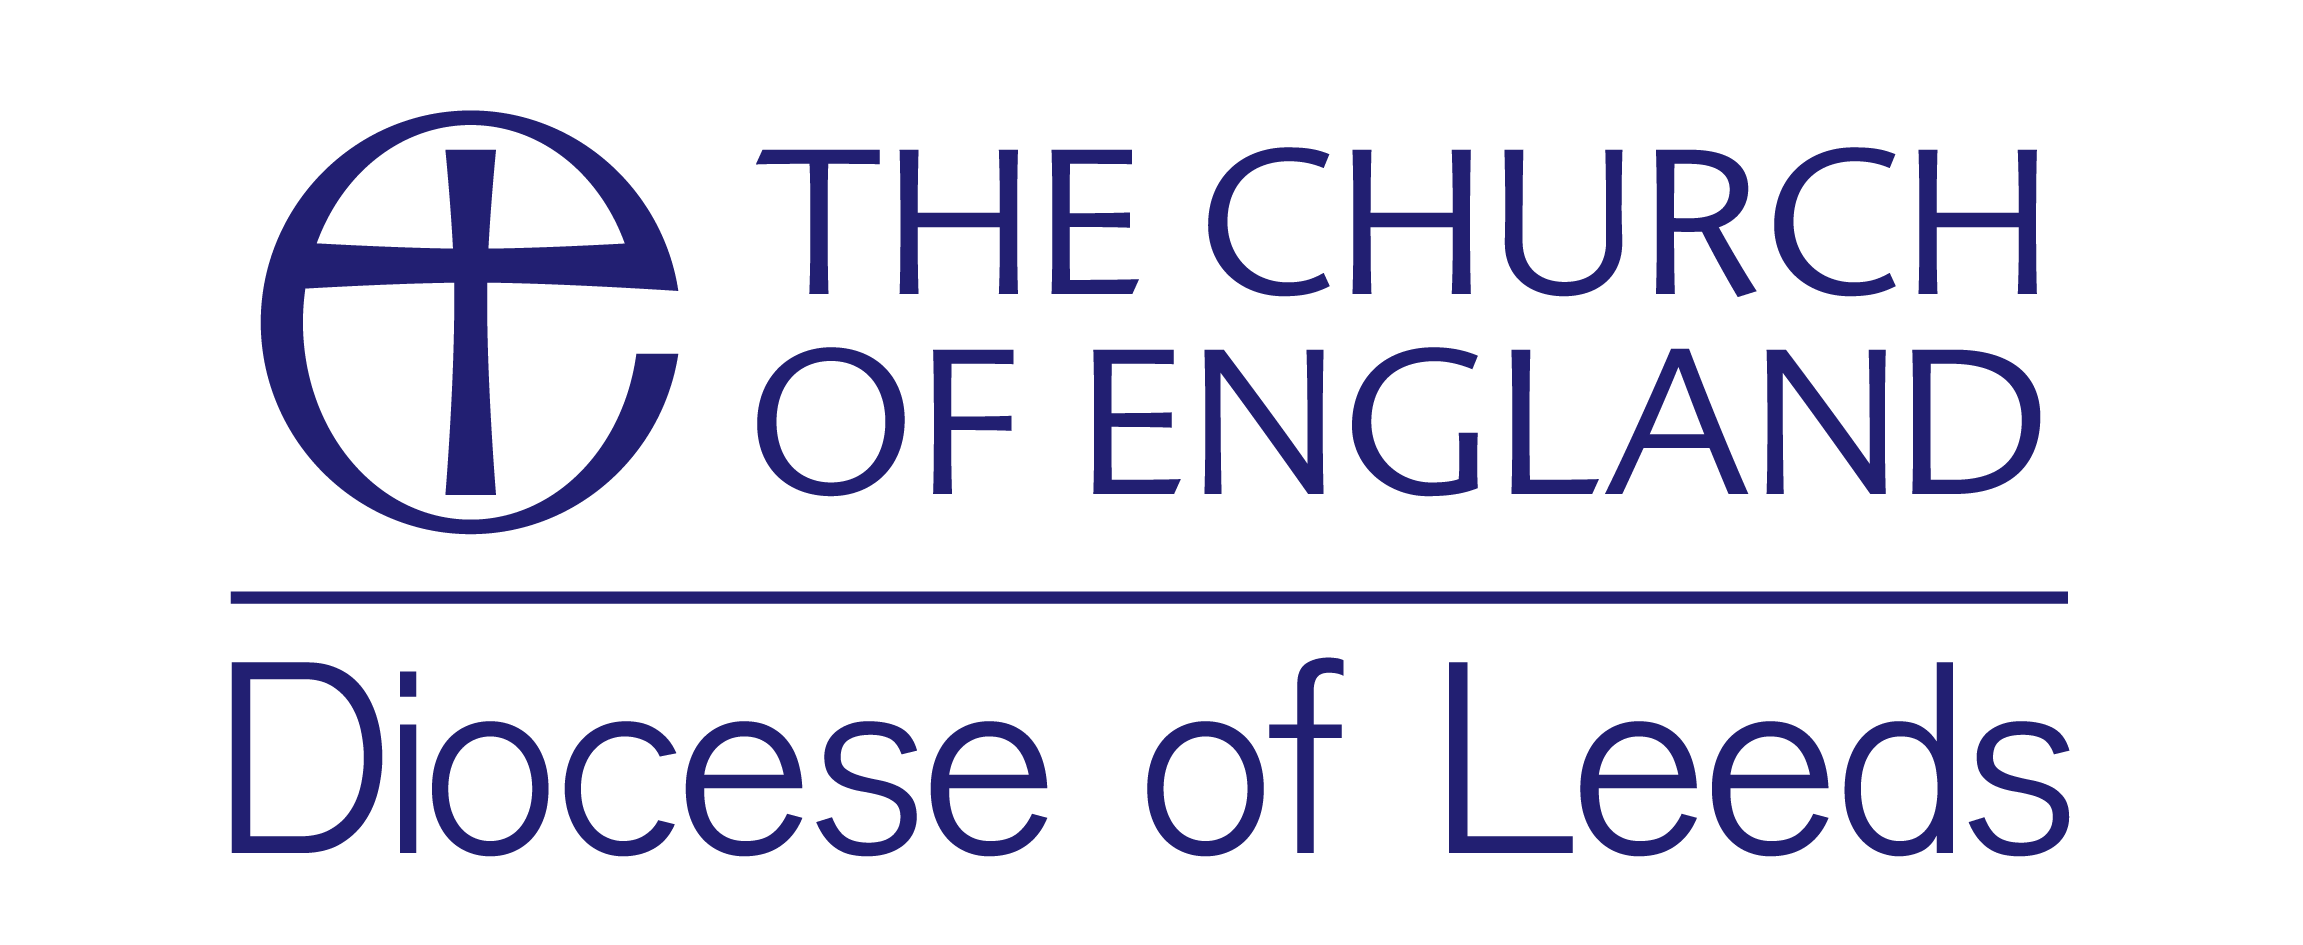 THE CHURCH
OF ENGLAND
Diocese of Leeds